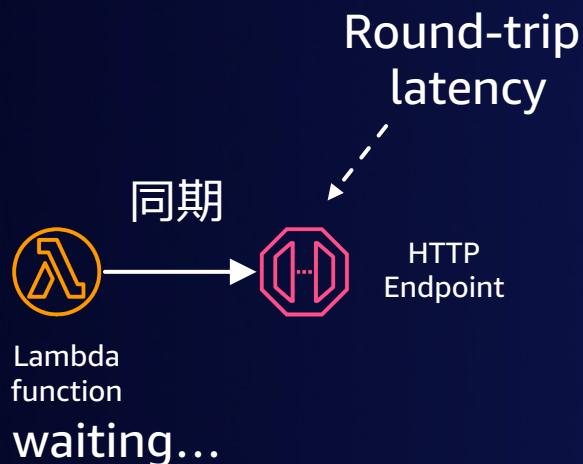 Round-trip
latency
同期
HTTP
Endpoint
Lambda
function
waiting...